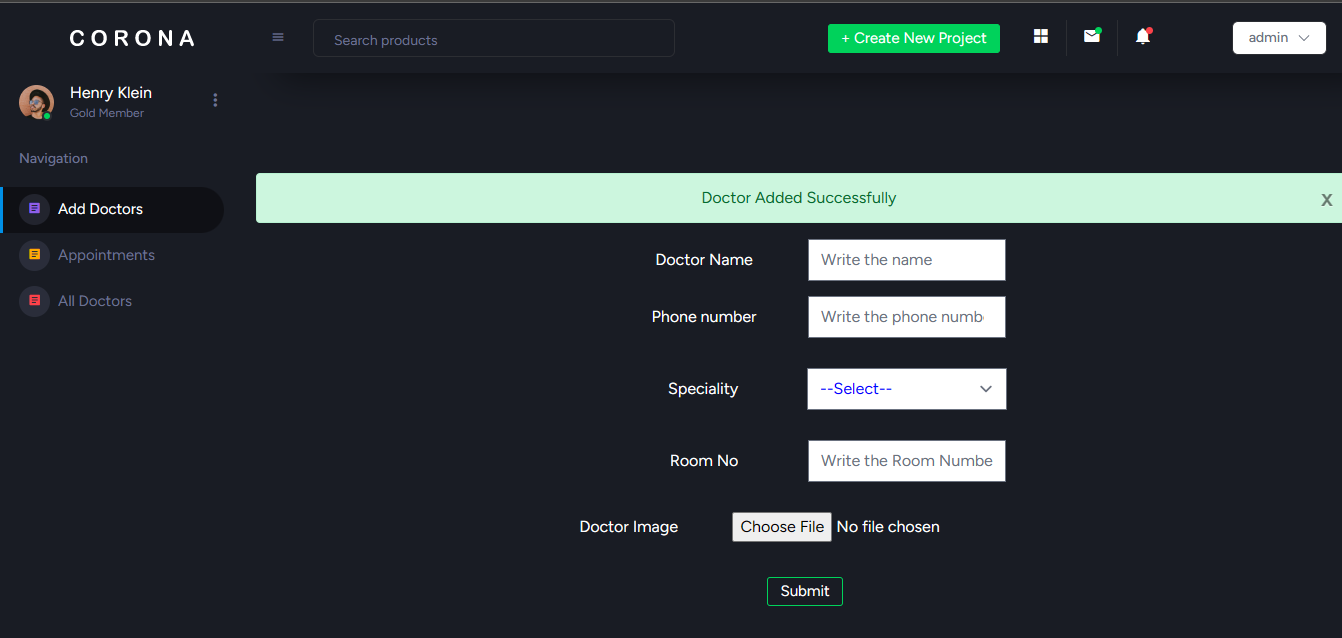 CORONA
Search products
+ Create New Project
admin
Henry Klein
Gold Member
Navigation
Add Doctors
Appointments
All Doctors
Doctor Added Successfully
X
Doctor Name
Write the name
Phone number
Write the phone numb
Speciality
--Select--
Room No
Write the Room Numbe
Doctor Image
Choose File No file chosen
Submit